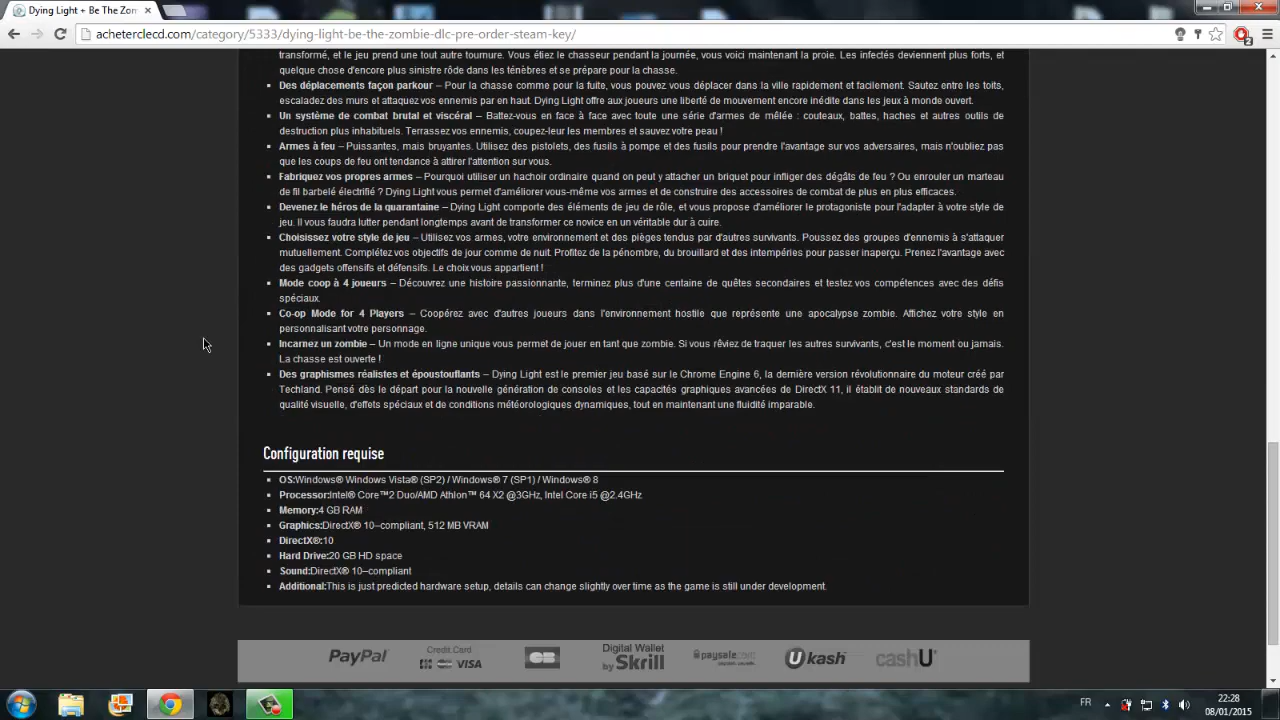 Dying Light + Be The Zom
acheterclecd.com/category/5333/dying-light-be-the-zombie-dlc-pre-order-steam-key/
transformé, et le jeu prend une tout autre tournure. Vous étiez le chasseur pendant la journée, vous voici maintenant la proie. Les infectés deviennent plus forts, et
quelque chose d'encore plus sinistre rôde dans les ténèbres et se prépare pour la chasse.
Des déplacements façon parkour – Pour la chasse comme pour la fuite, vous pouvez vous déplacer dans la ville rapidement et facilement. Sautez entre les toits,
escaladez des murs et attaquez vos ennemis par en haut. Dying Light offre aux joueurs une liberté de mouvement encore inédite dans les jeux à monde ouvert.
Un système de combat brutal et viscéral – Battez-vous en face à face avec toute une série d'armes de mêlée : couteaux, battes, haches et autres outils de
destruction plus inhabituels. Terrassez vos ennemis, coupez-leur les membres et sauvez votre peau !
Armes à feu – Puissantes, mais bruyantes. Utilisez des pistolets, des fusils à pompe et des fusils pour prendre l'avantage sur vos adversaires, mais n'oubliez pas
que les coups de feu ont tendance à attirer l'attention sur vous.
Fabriquez vos propres armes – Pourquoi utiliser un hachoir ordinaire quand on peut y attacher un briquet pour infliger des dégâts de feu ? Ou enrouler un marteau
de fil barbelé électrifié ? Dying Light vous permet d'améliorer vous-même vos armes et de construire des accessoires de combat de plus en plus efficaces.
Devenez le héros de la quarantaine – Dying Light comporte des éléments de jeu de rôle, et vous propose d'améliorer le protagoniste pour l'adapter à votre style de
jeu. Il vous faudra lutter pendant longtemps avant de transformer ce novice en un véritable dur à cuire.
Choisissez votre style de jeu – Utilisez vos armes, votre environnement et des pièges tendus par d'autres survivants. Poussez des groupes d'ennemis à s'attaquer
mutuellement. Complétez vos objectifs de jour comme de nuit. Profitez de la pénombre, du brouillard et des intempéries pour passer inaperçu. Prenez l'avantage avec
des gadgets offensifs et défensifs. Le choix vous appartient !
Mode coop à 4 joueurs – Découvrez une histoire passionnante, terminez plus d'une centaine de quêtes secondaires et testez vos compétences avec des défis
spéciaux.
Co-op Mode for 4 Players – Coopérez avec d'autres joueurs dans l'environnement hostile que représente une apocalypse zombie. Affichez votre style en
personnalisant votre personnage.
Incarnez un zombie – Un mode en ligne unique vous permet de jouer en tant que zombie. Si vous rêviez de traquer les autres survivants, c'est le moment ou jamais.
La chasse est ouverte !
Des graphismes réalistes et époustouflants – Dying Light est le premier jeu basé sur le Chrome Engine 6, la dernière version révolutionnaire du moteur créé par
Techland. Pensé dès le départ pour la nouvelle génération de consoles et les capacités graphiques avancées de DirectX 11, il établit de nouveaux standards de
qualité visuelle, d'effets spéciaux et de conditions météorologiques dynamiques, tout en maintenant une fluidité imparable.
Configuration requise
OS:Windows® Windows Vista® (SP2) / Windows® 7 (SP1) / Windows® 8
Processor:Intel® Core™2 Duo/AMD Athlon™ 64 X2 @3GHz, Intel Core i5 @2.4GHz
Memory:4 GB RAM
Graphics:DirectX® 10–compliant, 512 MB VRAM
DirectX®:10
Hard Drive:20 GB HD space
Sound:DirectX® 10–compliant
Additional:This is just predicted hardware setup, details can change slightly over time as the game is still under development.
PayPal
Credit Card
VISA
CB
Digital Wallet
by Skrill
paysafecard
Ukash
cashU
FR
22:28
08/01/2015